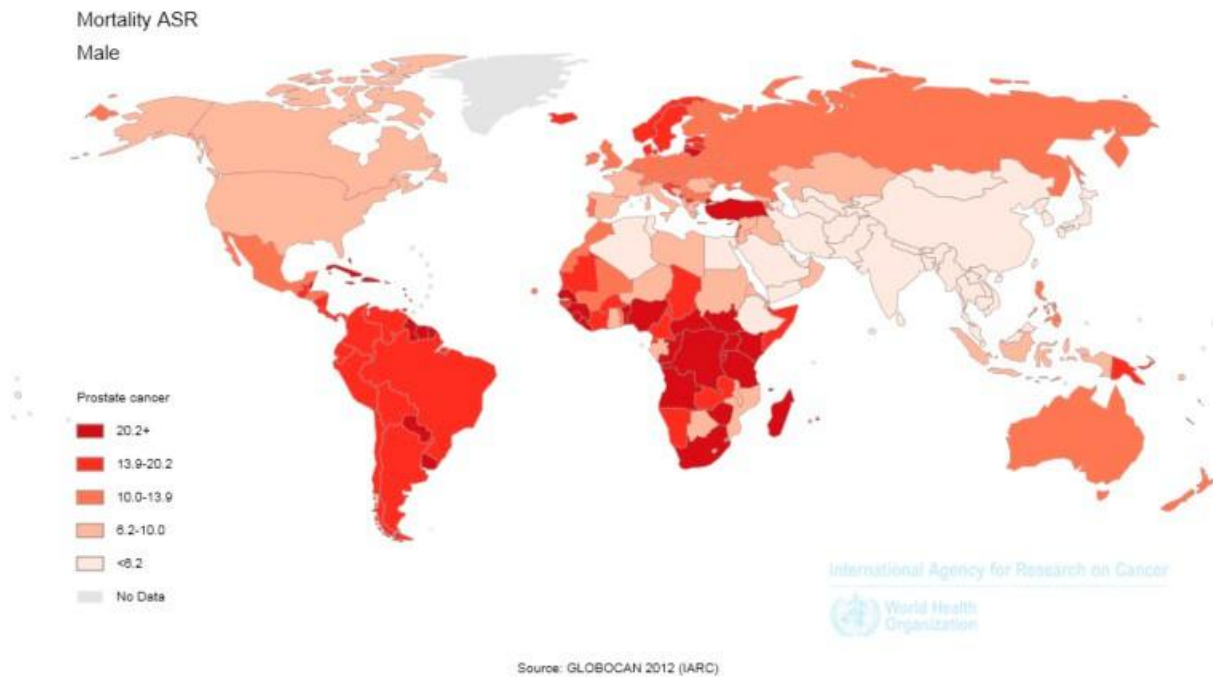 Mortality ASR
Male
Prostate cancer
20.2+
13.9-20.2
10.0-13.9
6.2-10.0
<6.2
No Data
International Agency for Research on Cancer
World Health
Organization
Source: GLOBOCAN 2012 (IARC)